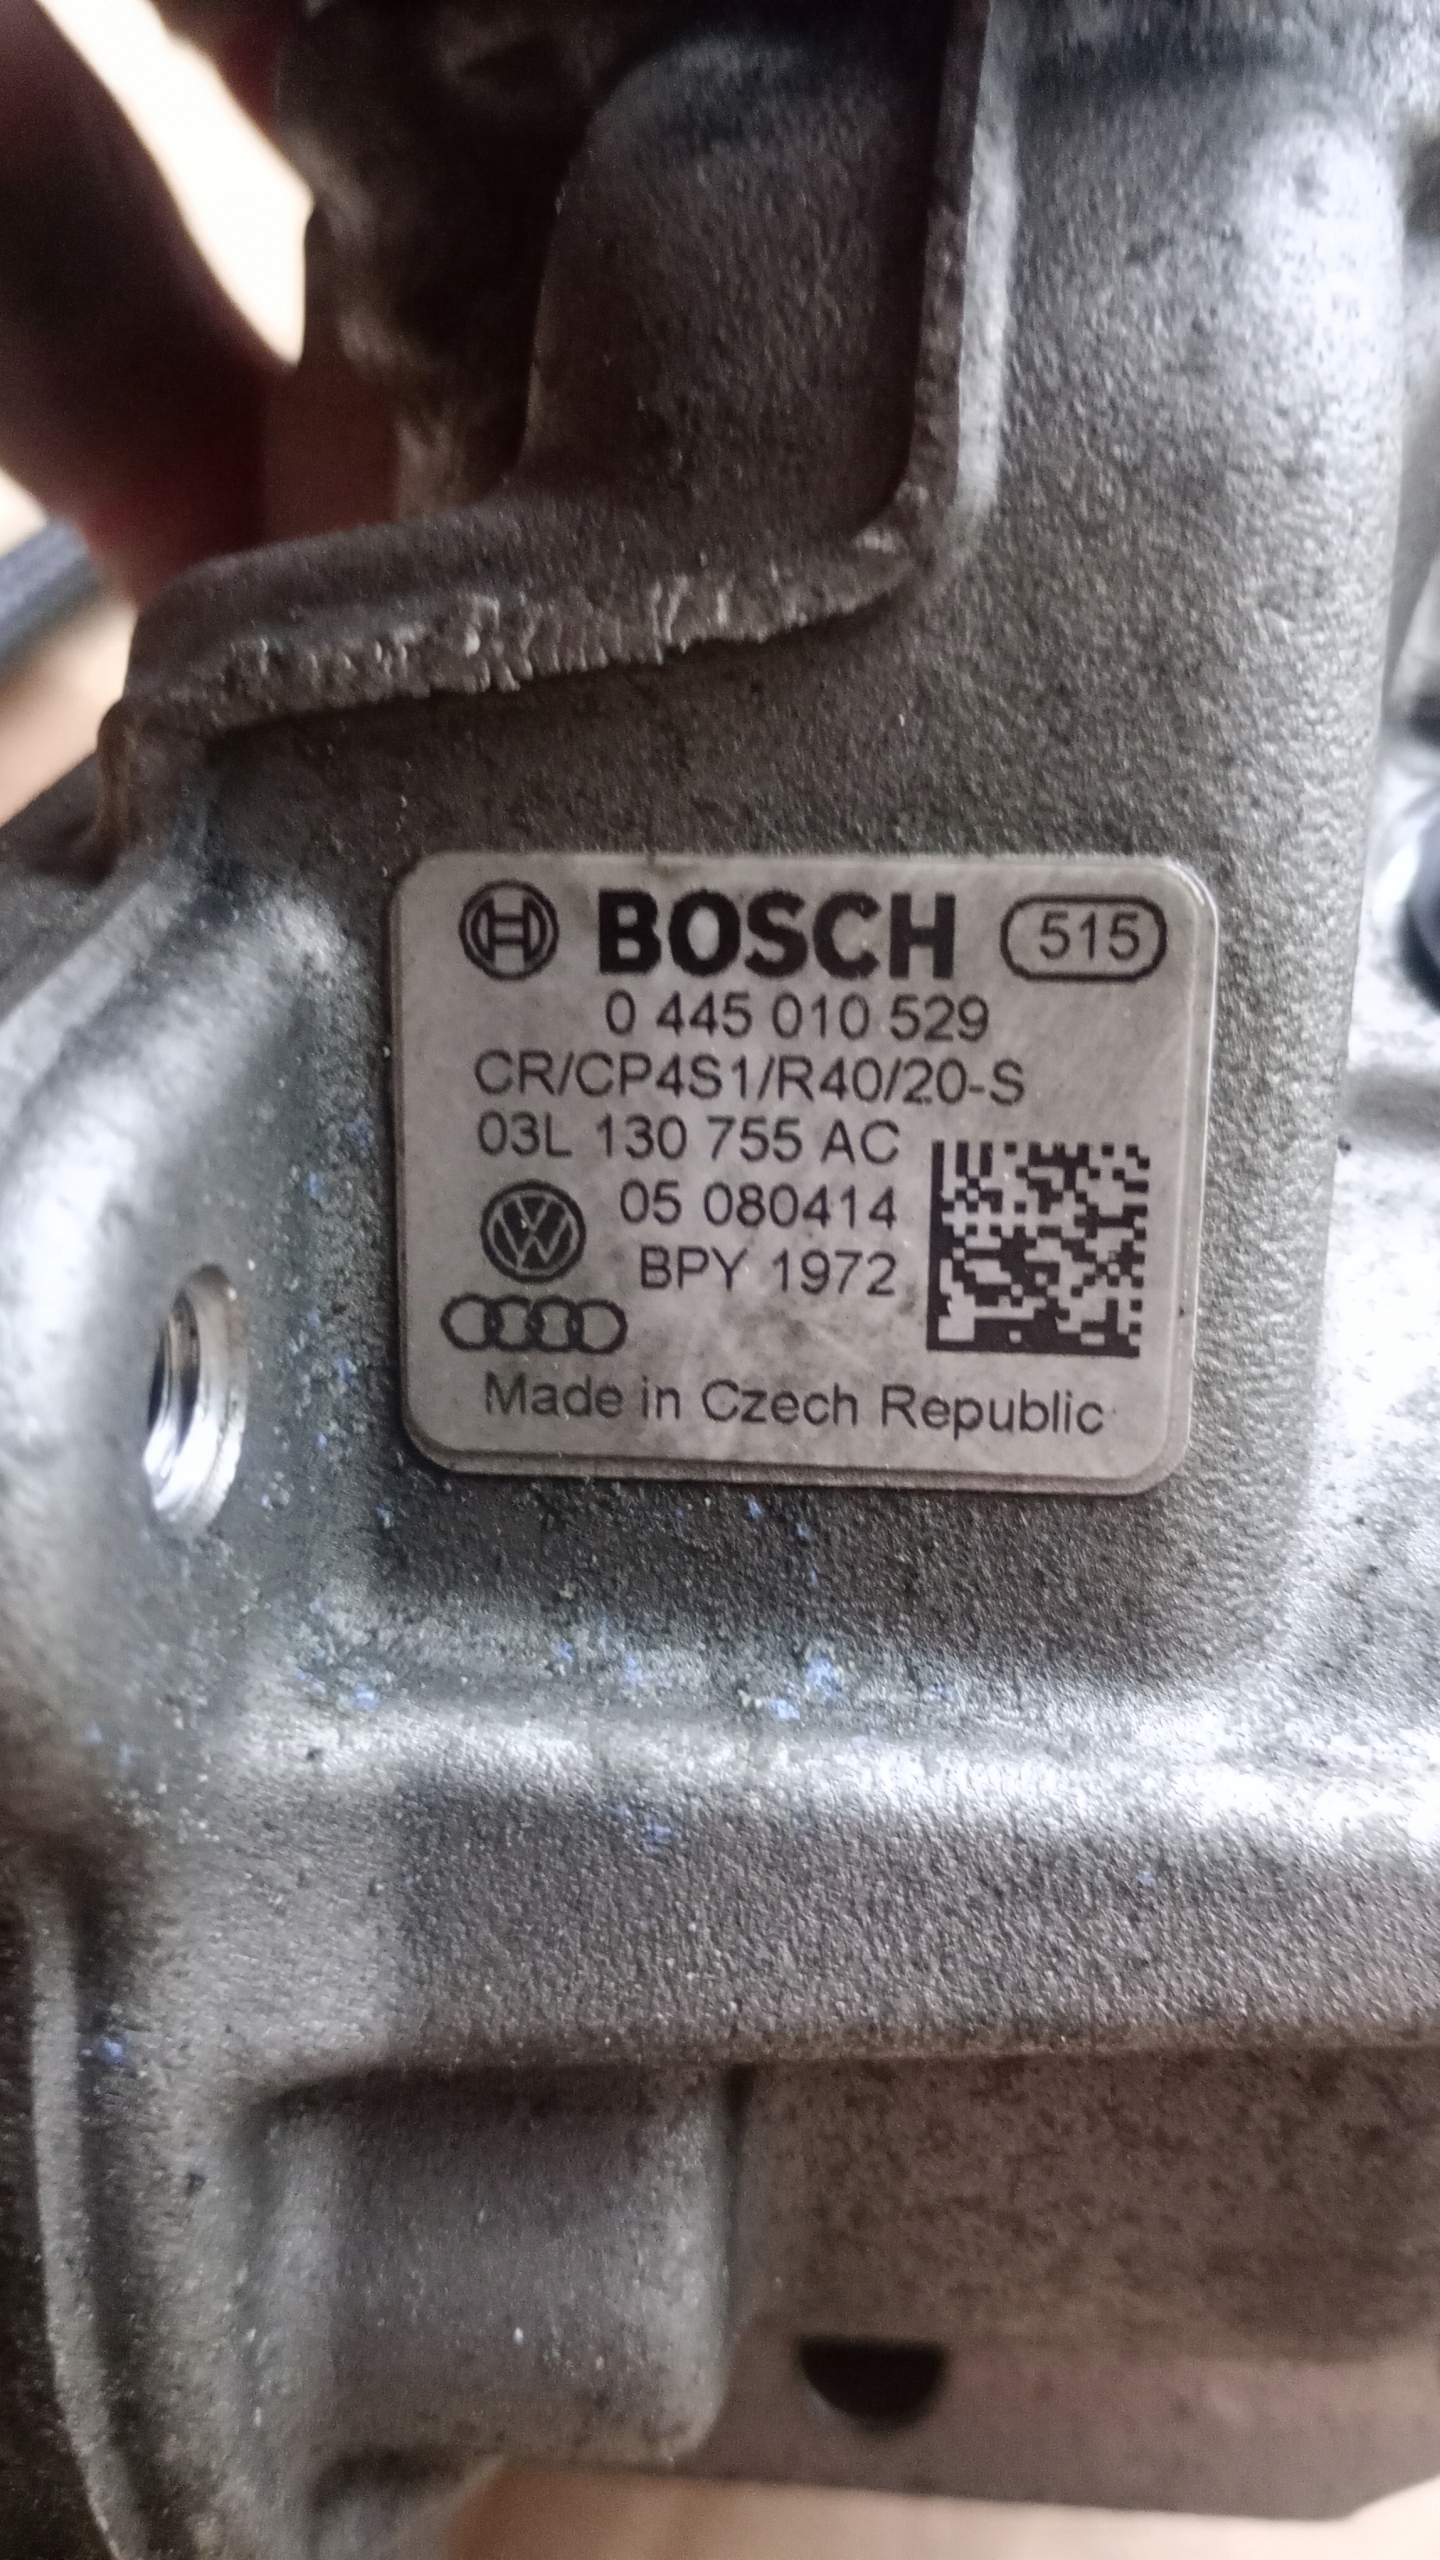 BOSCH 515
0 445 010 529
CR/CP4S1/R40/20-S
03L 130 755 AC
05 080414
BPY 1972
Made in Czech Republic